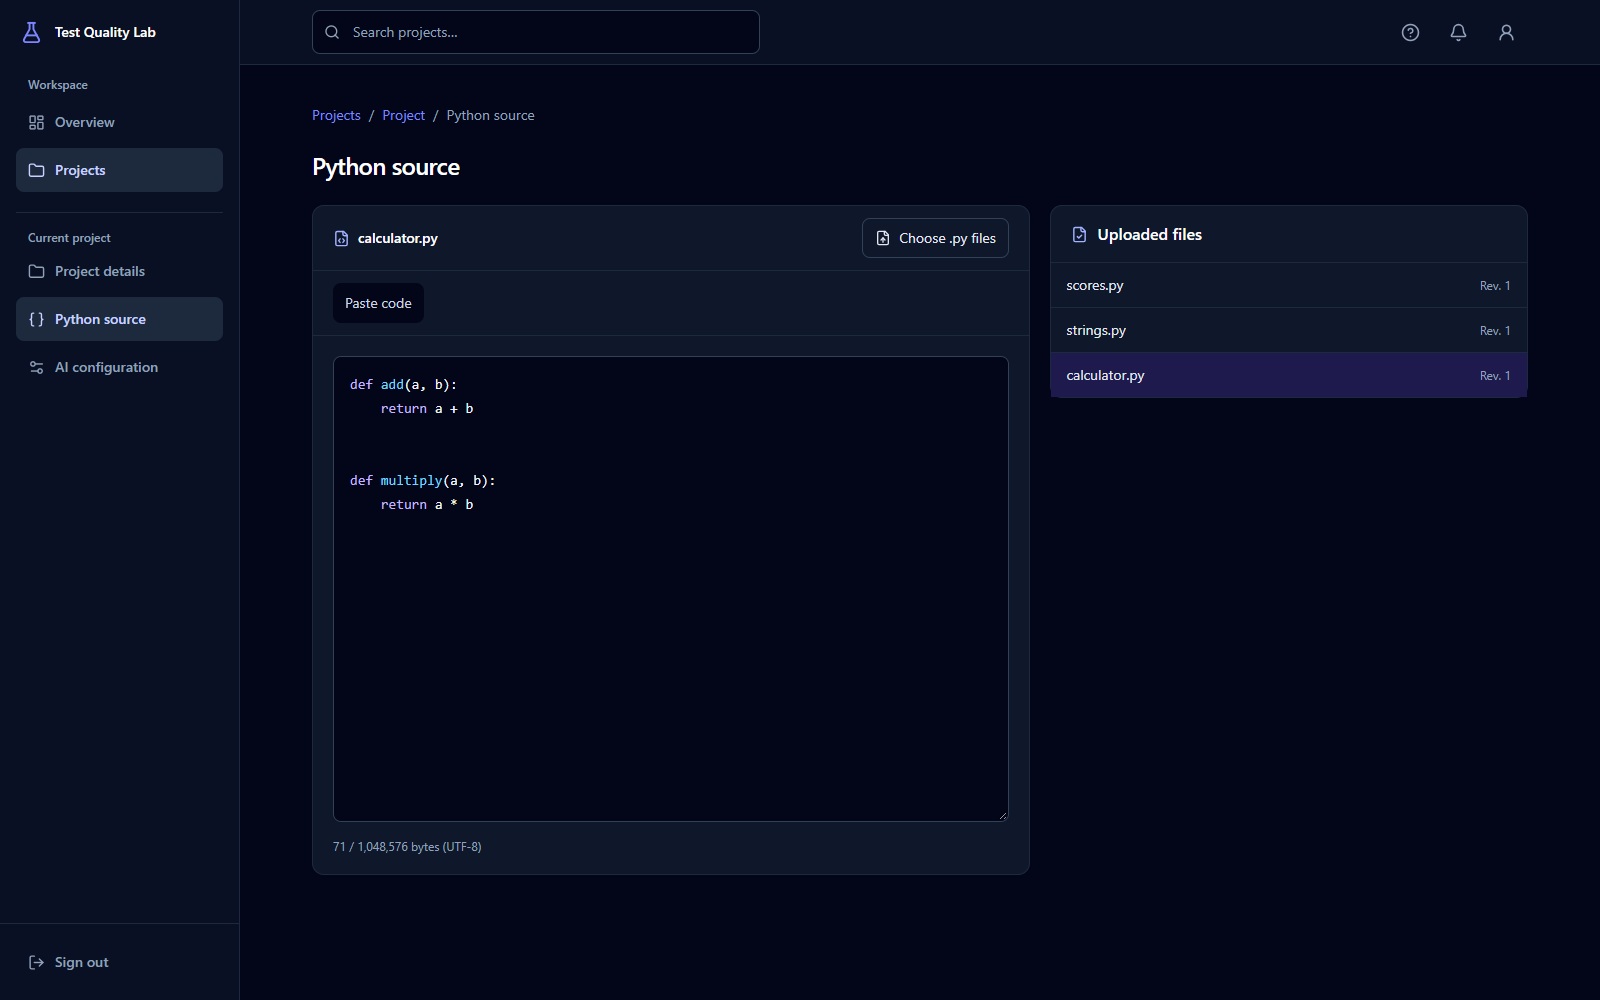 Test Quality Lab
Search projects...
Workspace
Overview
Projects
Current project
Project details
Python source
AI configuration
Sign out
Projects / Project / Python source
Python source
calculator.py
Choose .py files
Paste code
def add(a, b):
    return a + b
def multiply(a, b):
    return a * b
71 / 1,048,576 bytes (UTF-8)
Uploaded files
scores.py Rev. 1
strings.py Rev. 1
calculator.py Rev. 1